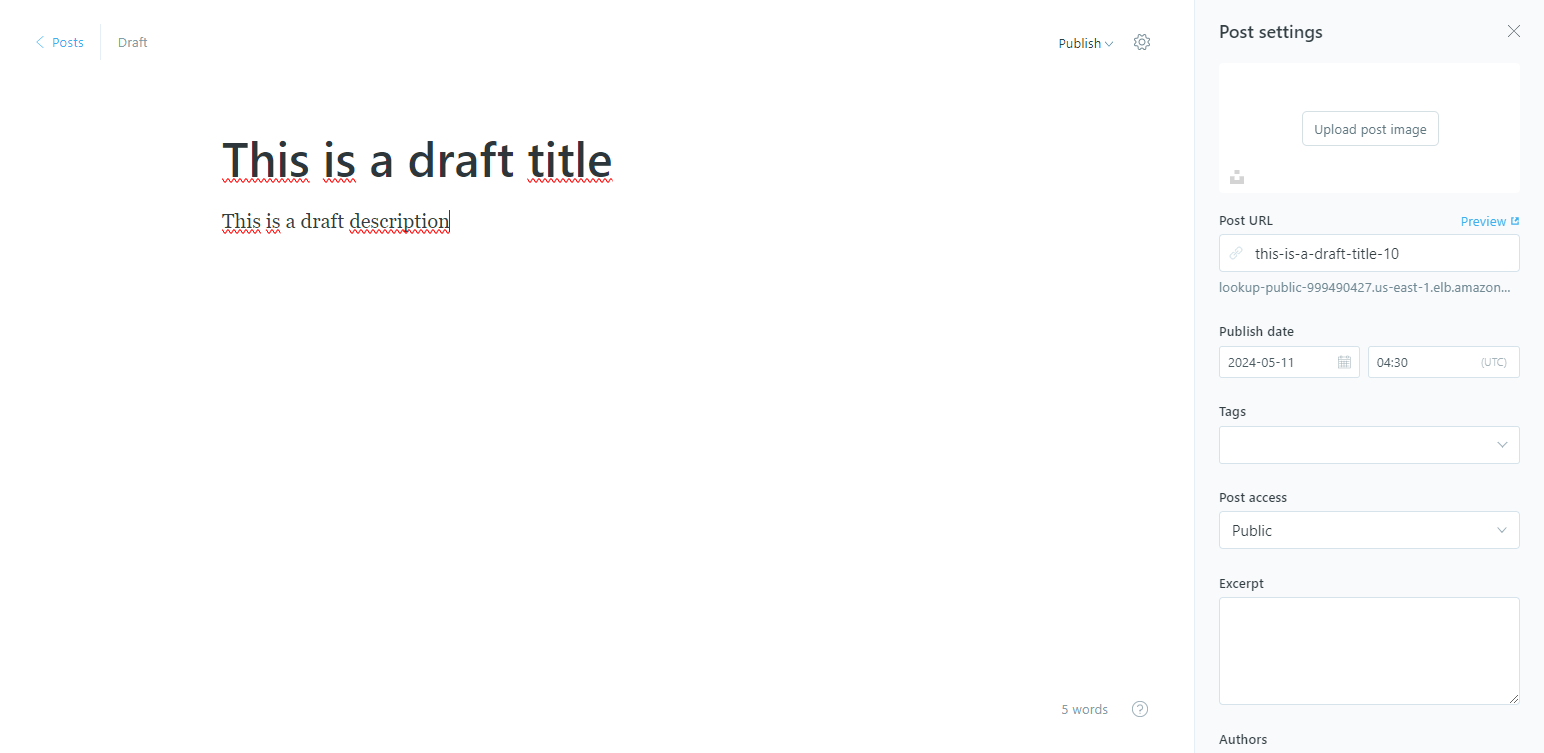 Posts
Draft
Publish
This is a draft title
This is a draft description
5 words
Post settings
Upload post image
Post URL
Preview
this-is-a-draft-title-10
lookup-public-999490427.us-east-1.elb.amazon...
Publish date
2024-05-11
04:30
(UTC)
Tags
Post access
Public
Excerpt
Authors